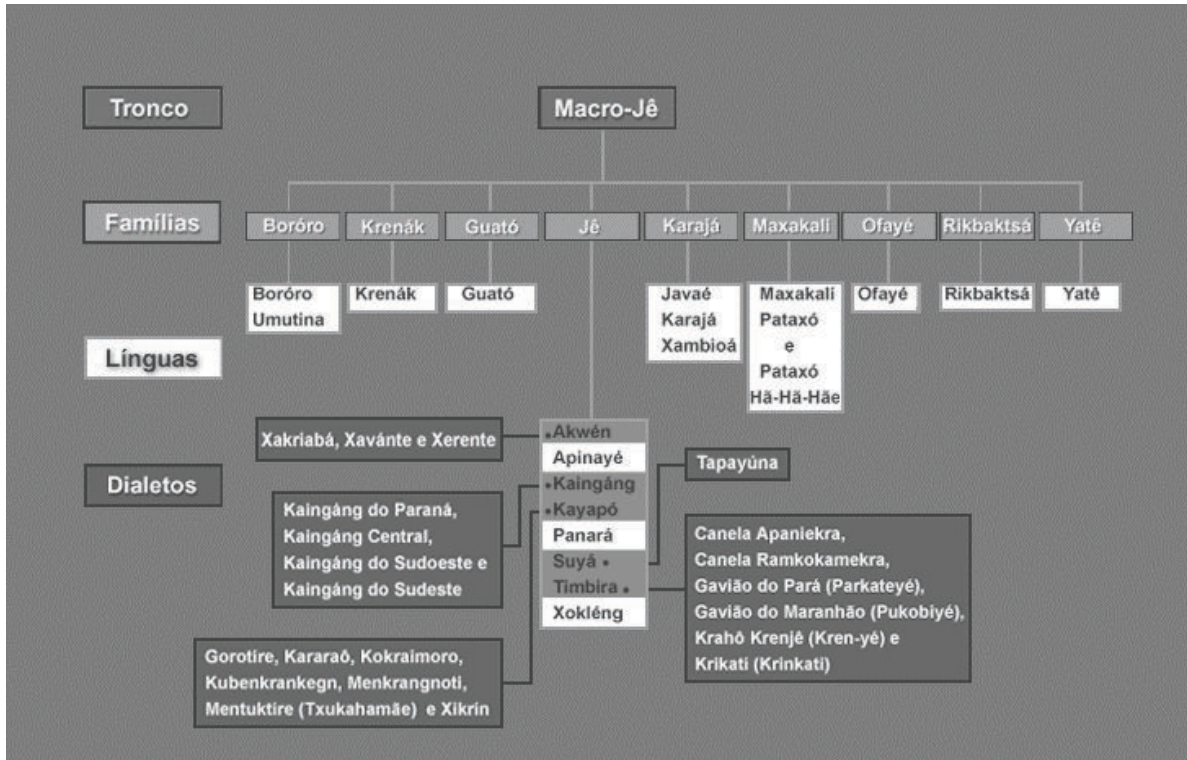 Tronco
Macro-Jê
Famílias
Boróro
Krenák
Guató
Jê
Karajá
Maxakali
Ofayé
Rikbaktsá
Yatê
Boróro
Umutina
Krenák
Guató
Javaé
Karajá
Xambioá
Maxakali
Pataxó
e
Pataxó
Hã-Hã-Hãe
Ofayé
Rikbaktsá
Yatê
Línguas
Xakriabá, Xavánte e Xerente
•Akwén
Apinayé
•Kaingáng
•Kayapó
Panará
Suyá •
Timbira •
Xokléng
Tapayúna
Dialetos
Kaingáng do Paraná,
Kaingáng Central,
Kaingáng do Sudoeste e
Kaingáng do Sudeste
Canela Apaniekra,
Canela Ramkokamekra,
Gavião do Pará (Parkateyé),
Gavião do Maranhão (Pukobiyé),
Krahô Krenjê (Kren-yé) e
Krikati (Krinkati)
Gorotire, Kararaô, Kokraimoro,
Kubenkrankegn, Menkrangnoti,
Mentuktire (Txukahamãe) e Xikrin